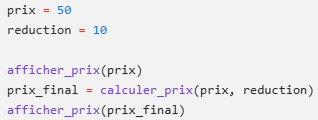 prix = 50
reduction = 10
afficher_prix(prix)
prix_final = calculer_prix(prix, reduction)
afficher_prix(prix_final)